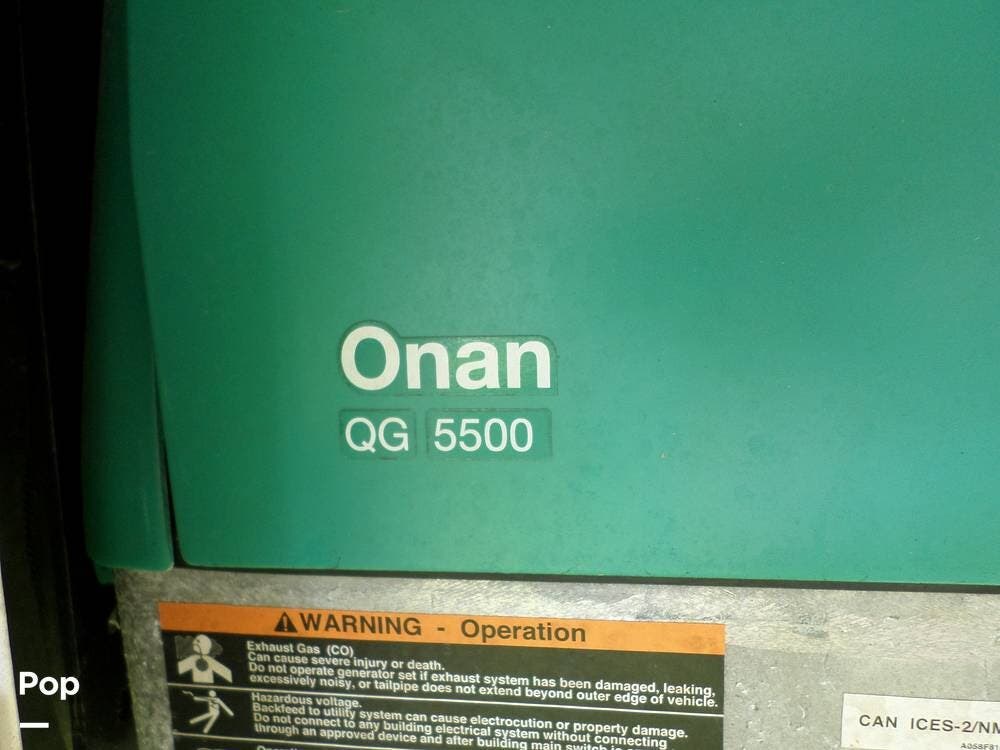 Onan
QG 5500
WARNING - Operation
Exhaust Gas (CO)
Can cause severe injury or death.
Do not operate generator set if exhaust system has been damaged, leaking,
excessively noisy, or tailpipe does not extend beyond outer edge of vehicle.
Hazardous voltage.
Backfeed to utility system can cause electrocution or property damage.
Do not connect to any building electrical system without connecting
through an approved device and after building main switch is
CAN ICES-2/NM
Pop